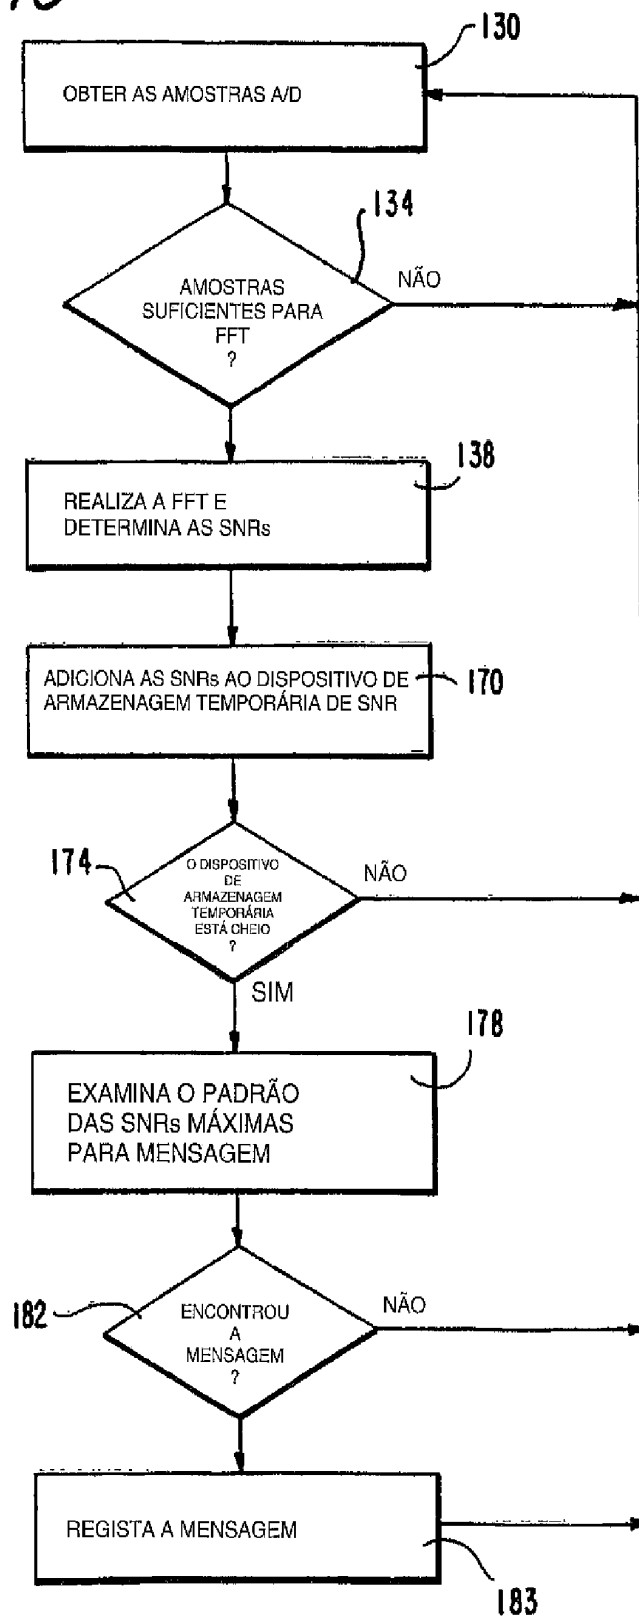 130
OBTER AS AMOSTRAS A/D
134
AMOSTRAS
SUFICIENTES PARA
FFT
?
NÃO
138
REALIZA A FFT E
DETERMINA AS SNRs
ADICIONA AS SNRs AO DISPOSITIVO DE
ARMAZENAGEM TEMPORÁRIA DE SNR
170
174
O DISPOSITIVO
DE
ARMAZENAGEM
TEMPORÁRIA
ESTÁ CHEIO
?
NÃO
SIM
178
EXAMINA O PADRÃO
DAS SNRs MÁXIMAS
PARA MENSAGEM
182
ENCONTROU
A
MENSAGEM
?
NÃO
REGISTA A MENSAGEM
183